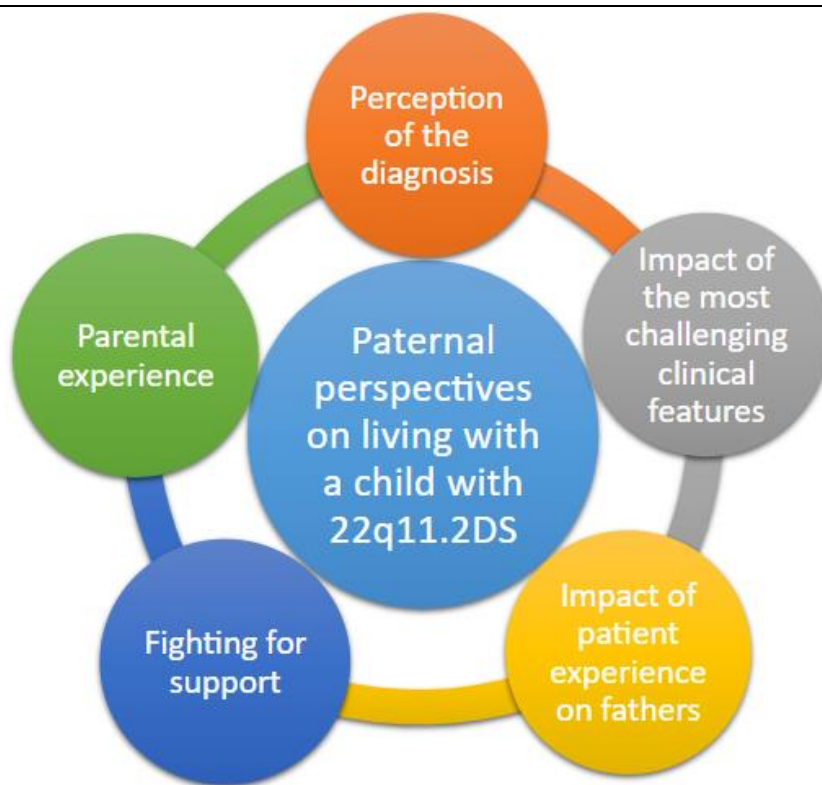 Perception
of the
diagnosis
Impact of
the most
challenging
clinical
features
Impact of
patient
experience
on fathers
Fighting for
support
Parental
experience
Paternal
perspectives
on living with
a child with
22q11.2DS